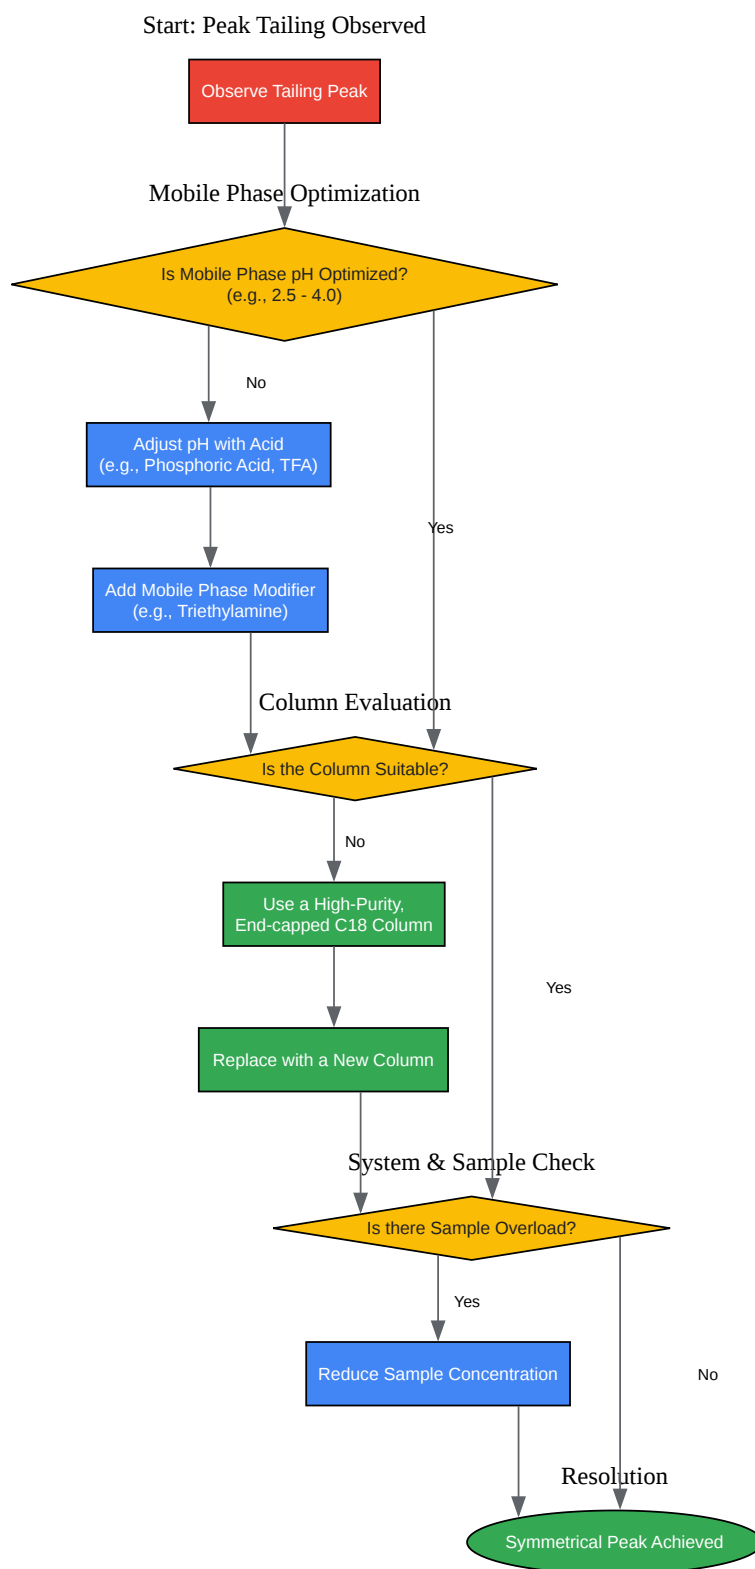 Start: Peak Tailing Observed
Observe Tailing Peak
Mobile Phase Optimization
Is Mobile Phase pH Optimized?
(e.g., 2.5 - 4.0)
No
Adjust pH with Acid
(e.g., Phosphoric Acid, TFA)
Yes
Add Mobile Phase Modifier
(e.g., Triethylamine)
Column Evaluation
Is the Column Suitable?
No
Use a High-Purity,
End-capped C18 Column
Yes
Replace with a New Column
System & Sample Check
Is there Sample Overload?
Yes
Reduce Sample Concentration
No
Resolution
Symmetrical Peak Achieved